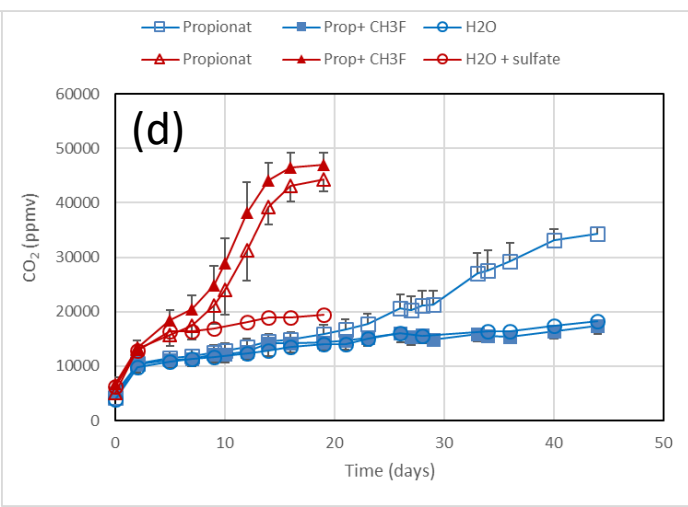 Propionat Prop+ CH3F H2O
Propionat Prop+ CH3F H2O + sulfate
(d)
60000
50000
40000
30000
20000
10000
0
CO₂ (ppmv)
0 10 20 30 40 50
Time (days)